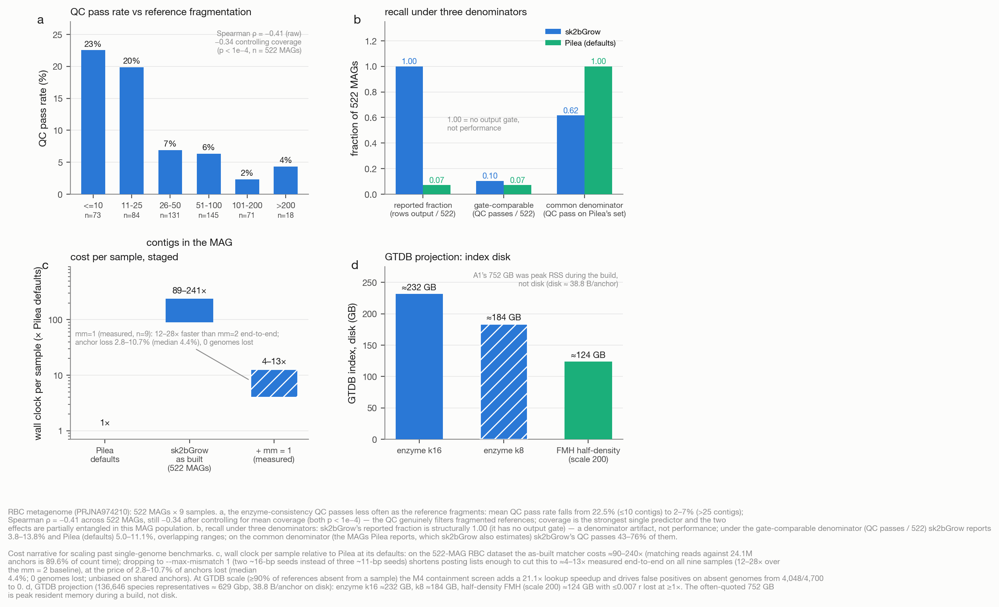 a
QC pass rate vs reference fragmentation
Spearman ρ = −0.41 (raw)
−0.34 controlling coverage
(p < 1e−4, n = 522 MAGs)
QC pass rate (%)
25
20
15
10
5
0
23%
20%
7%
6%
2%
4%
<=10
11-25
26-50
51-100
101-200
>200
n=73
n=84
n=131
n=145
n=71
n=18
contigs in the MAG
b
recall under three denominators
sk2bGrow
Pilea (defaults)
fraction of 522 MAGs
1.2
1.0
0.8
0.6
0.4
0.2
0.0
1.00
0.07
0.10
0.07
0.62
1.00
1.00 = no output gate,
not performance
reported fraction
(rows output / 522)
gate-comparable
(QC passes / 522)
common denominator
(QC pass on Pilea’s set)
c
cost per sample, staged
wall clock per sample (× Pilea defaults)
100
10
1
89–241×
mm=1 (measured, n=9): 12–28× faster than mm=2 end-to-end;
anchor loss 2.8–10.7% (median 4.4%), 0 genomes lost
4–13×
1×
Pilea
defaults
sk2bGrow
as built
(522 MAGs)
+ mm = 1
(measured)
d
GTDB projection: index disk
A1’s 752 GB was peak RSS during the build,
not disk (disk ≈ 38.8 B/anchor)
GTDB index, disk (GB)
250
200
150
100
50
0
≈232 GB
≈184 GB
≈124 GB
enzyme k16
enzyme k8
FMH half-density
(scale 200)
RBC metagenome (PRJNA974210): 522 MAGs × 9 samples. a, the enzyme-consistency QC passes less often as the reference fragments: mean QC pass rate falls from 22.5% (≤10 contigs) to 2–7% (>25 contigs);
Spearman ρ = −0.41 across 522 MAGs, still −0.34 after controlling for mean coverage (both p < 1e−4) — the QC genuinely filters fragmented references; coverage is the strongest single predictor and the two
effects are partially entangled in this MAG population. b, recall under three denominators: sk2bGrow’s reported fraction is structurally 1.00 (it has no output gate) — a denominator artifact, not performance; under the gate-comparable denominator (QC passes / 522) sk2bGrow reports
3.8–13.8% and Pilea (defaults) 5.0–11.1%, overlapping ranges; on the common denominator (the MAGs Pilea reports, which sk2bGrow also estimates) sk2bGrow’s QC passes 43–76% of them.
Cost narrative for scaling past single-genome benchmarks. c, wall clock per sample relative to Pilea at its defaults: on the 522-MAG RBC dataset the as-built matcher costs ≈90–240× (matching reads against 24.1M
anchors is 89.6% of count time); dropping to --max-mismatch 1 (two ~16-bp seeds instead of three ~11-bp seeds) shortens posting lists enough to cut this to ≈4–13× measured end-to-end on all nine samples (12–28× over
the mm = 2 baseline), at the price of 2.8–10.7% of anchors lost (median
4.4%; 0 genomes lost; unbiased on shared anchors). At GTDB scale (≥90% of references absent from a sample) the M4 containment screen adds a 21.1× lookup speedup and drives false positives on absent genomes from 4,048/4,700
to 0. d, GTDB projection (136,646 species representatives ≈ 629 Gbp, 38.8 B/anchor on disk): enzyme k16 ≈232 GB, k8 ≈184 GB, half-density FMH (scale 200) ≈124 GB with ≤0.007 r lost at ≥1×. The often-quoted 752 GB
is peak resident memory during a build, not disk.